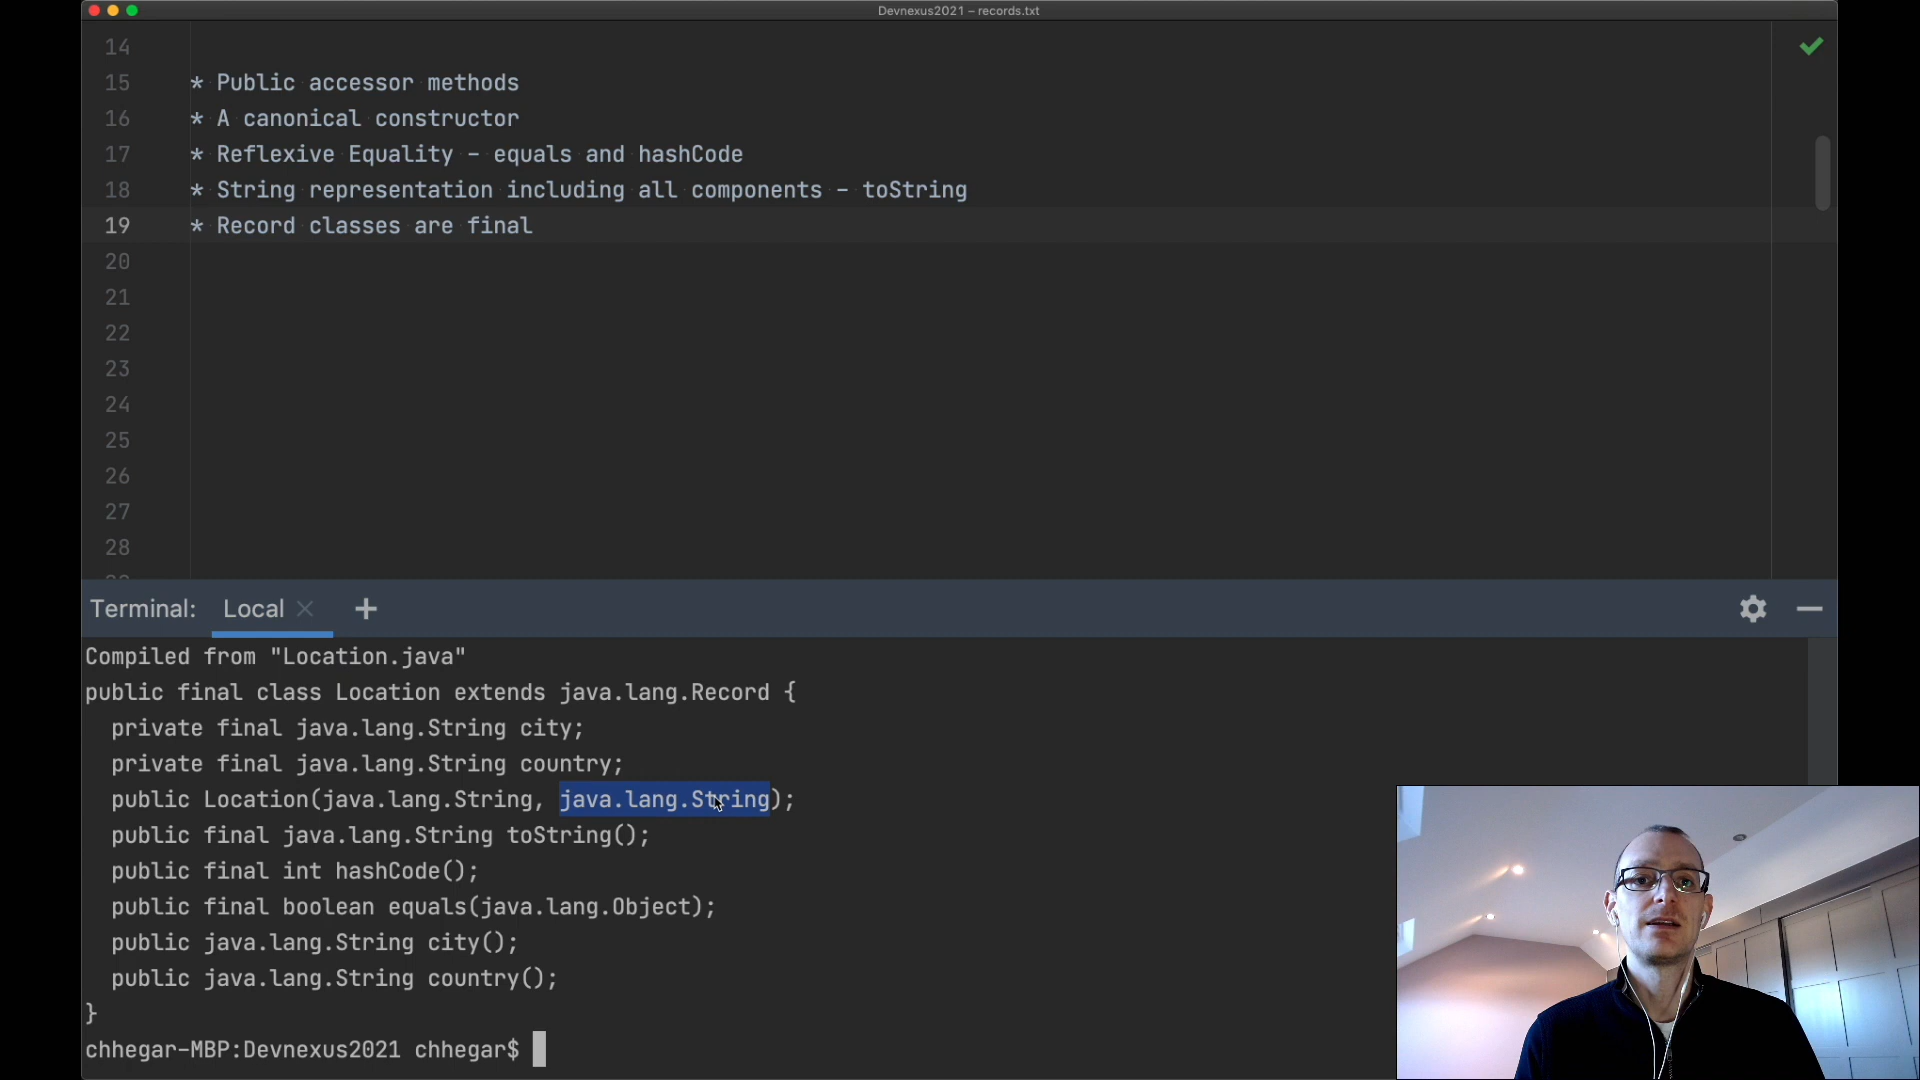 Devnexus2021 – records.txt
14
15 * Public accessor methods
16 * A canonical constructor
17 * Reflexive Equality – equals and hashCode
18 * String representation including all components – toString
19 * Record classes are final
20
21
22
23
24
25
26
27
28
Terminal: Local × +
Compiled from "Location.java"
public final class Location extends java.lang.Record {
  private final java.lang.String city;
  private final java.lang.String country;
  public Location(java.lang.String, java.lang.String);
  public final java.lang.String toString();
  public final int hashCode();
  public final boolean equals(java.lang.Object);
  public java.lang.String city();
  public java.lang.String country();
}
chhegar-MBP:Devnexus2021 chhegar$